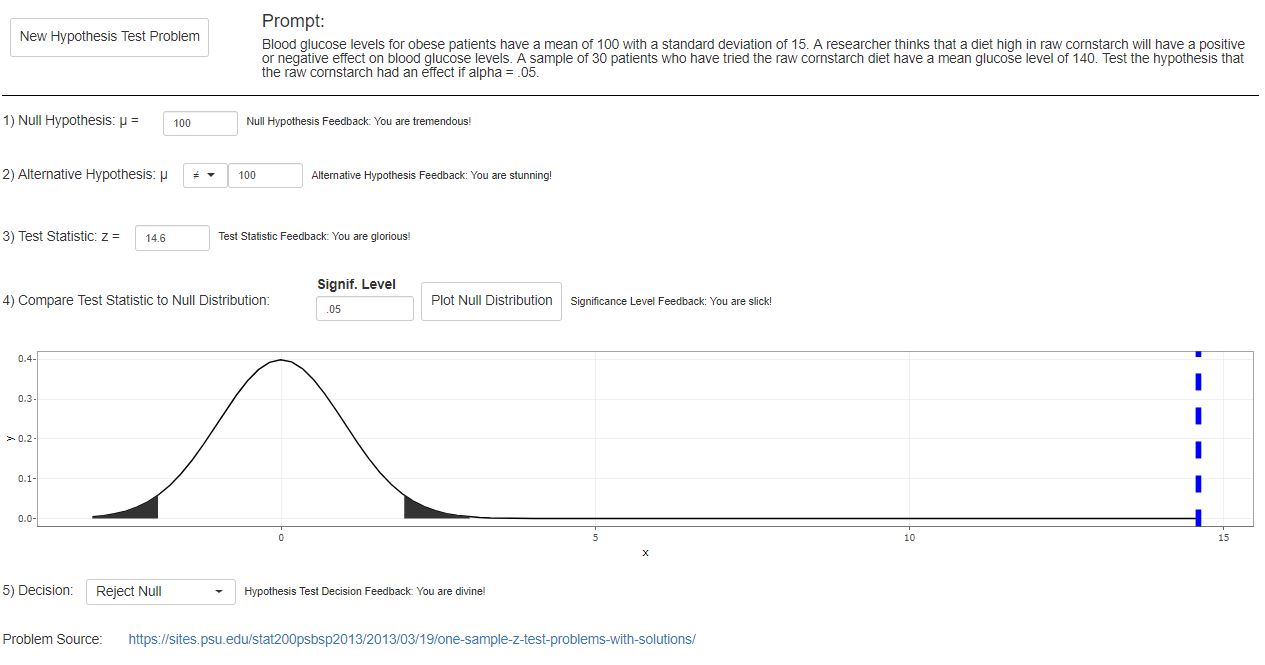 New Hypothesis Test Problem
Prompt:
Blood glucose levels for obese patients have a mean of 100 with a standard deviation of 15. A researcher thinks that a diet high in raw cornstarch will have a positive
or negative effect on blood glucose levels. A sample of 30 patients who have tried the raw cornstarch diet have a mean glucose level of 140. Test the hypothesis that
the raw cornstarch had an effect if alpha = .05.
1) Null Hypothesis: μ = 100 Null Hypothesis Feedback: You are tremendous!
2) Alternative Hypothesis: μ ≠ 100 Alternative Hypothesis Feedback: You are stunning!
3) Test Statistic: z = 14.6 Test Statistic Feedback: You are glorious!
Signif. Level
4) Compare Test Statistic to Null Distribution: .05 Plot Null Distribution Significance Level Feedback: You are slick!
0.4
0.3
y 0.2
0.1
0.0
0 5 10 15
x
5) Decision: Reject Null Hypothesis Test Decision Feedback: You are divine!
Problem Source: https://sites.psu.edu/stat200psbsp2013/2013/03/19/one-sample-z-test-problems-with-solutions/